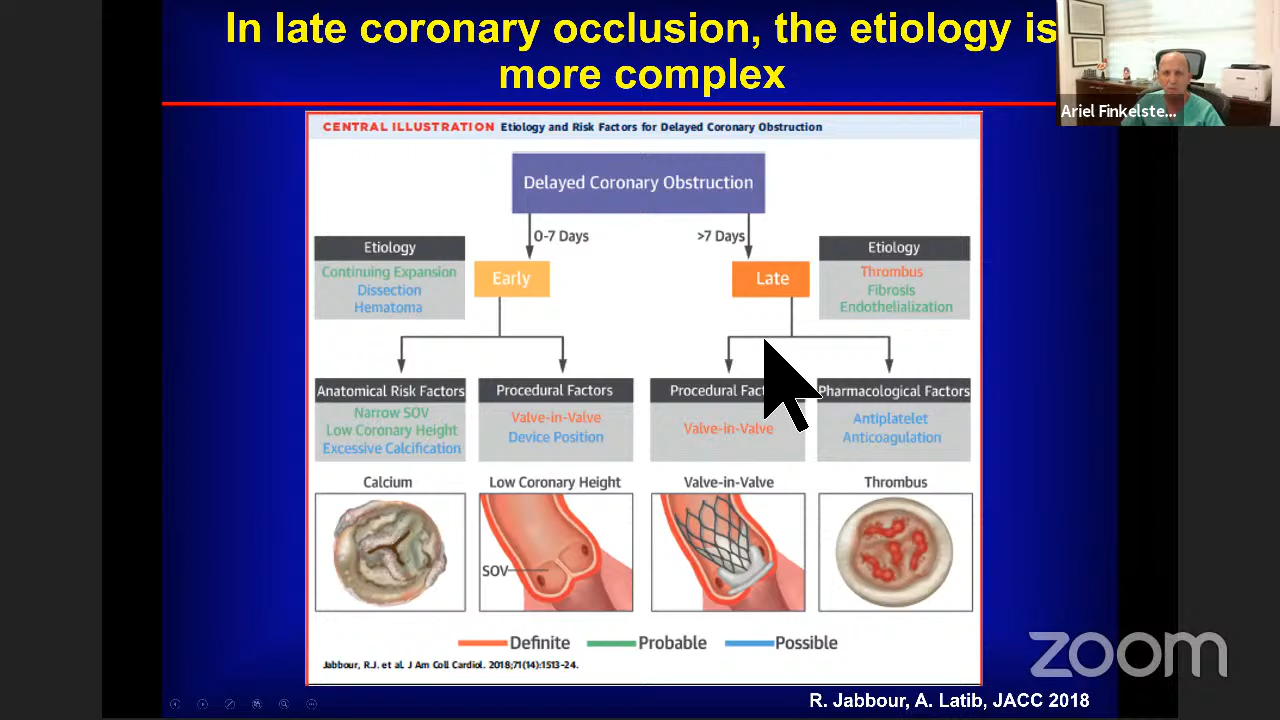 In late coronary occlusion, the etiology is
more complex
Ariel Finkelste...
CENTRAL ILLUSTRATION Etiology and Risk Factors for Delayed Coronary Obstruction
Delayed Coronary Obstruction
0-7 Days
>7 Days
Etiology
Continuing Expansion
Dissection
Hematoma
Early
Late
Etiology
Thrombus
Fibrosis
Endothelialization
Anatomical Risk Factors
Narrow SOV
Low Coronary Height
Excessive Calcification
Procedural Factors
Valve-in-Valve
Device Position
Procedural
Valve-in-Valve
Pharmacological Factors
Antiplatelet
Anticoagulation
Calcium
Low Coronary Height
Valve-in-Valve
Thrombus
SOV
Definite
Probable
Possible
Jabbour, R.J. et al. J Am Coll Cardiol. 2018;71(14):1513-24.
R. Jabbour, A. Latib, JACC 2018
zoom